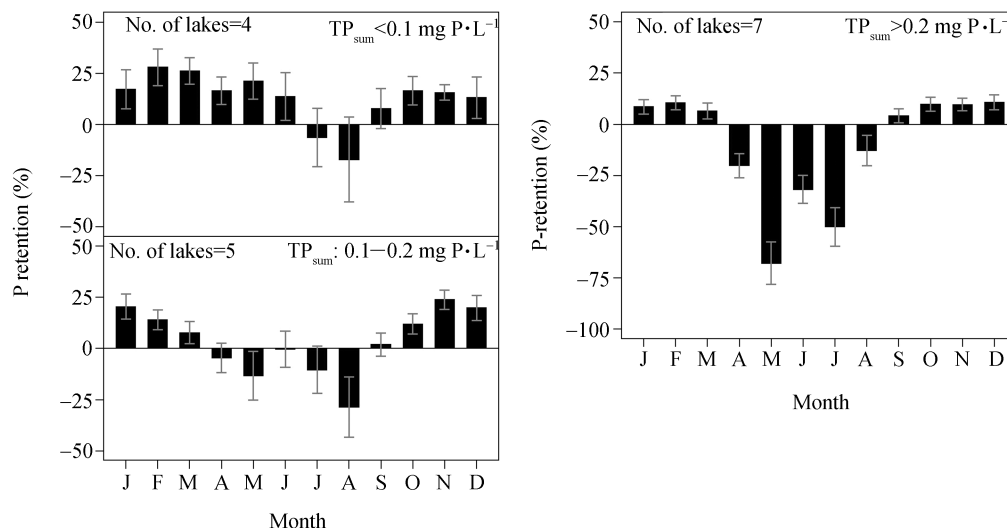 No. of lakes=4 TPsum<0.1 mg P·L⁻¹
50
25
0
−25
−50
P retention (%)
No. of lakes=5 TPsum: 0.1−0.2 mg P·L⁻¹
50
25
0
−25
−50
J F M A M J J A S O N D
Month
No. of lakes=7 TPsum>0.2 mg P·L⁻
50
25
0
−25
−50
−75
−100
P-retention (%)
J F M A M J J A S O N D
Month